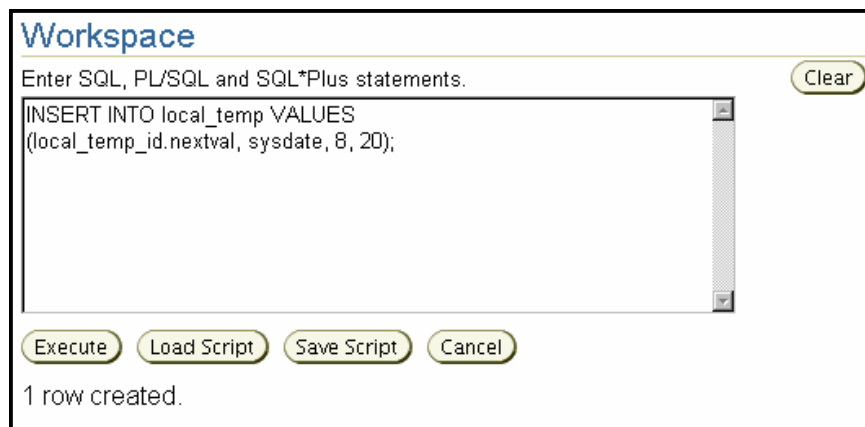 Workspace
Enter SQL, PL/SQL and SQL*Plus statements.
Clear
INSERT INTO local_temp VALUES
(local_temp_id.nextval, sysdate, 8, 20);
Execute Load Script Save Script Cancel
1 row created.